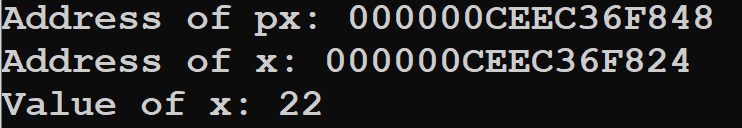 Address of px: 000000CEEC36F848
Address of x: 000000CEEC36F824
Value of x: 22